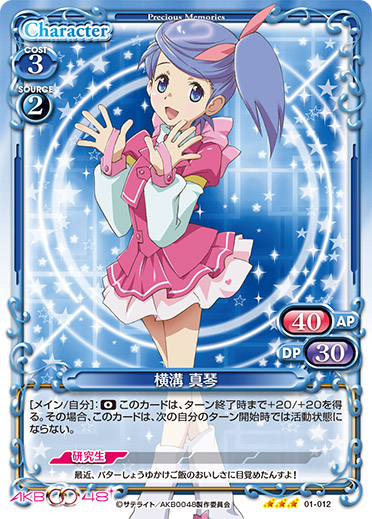 Precious Memories
Character
COST
3
SOURCE
2
40 AP
DP 30
横溝 真琴
[メイン/自分]:0 このカードは、ターン終了時まで+20/+20を得
る。その場合、このカードは、次の自分のターン開始時では活動状態に
ならない。
研究生
最近、バターしょうゆかけご飯のおいしさに目覚めたんすよ!
AKB0048
©サテライト/AKB0048製作委員会
★★★ 01-012